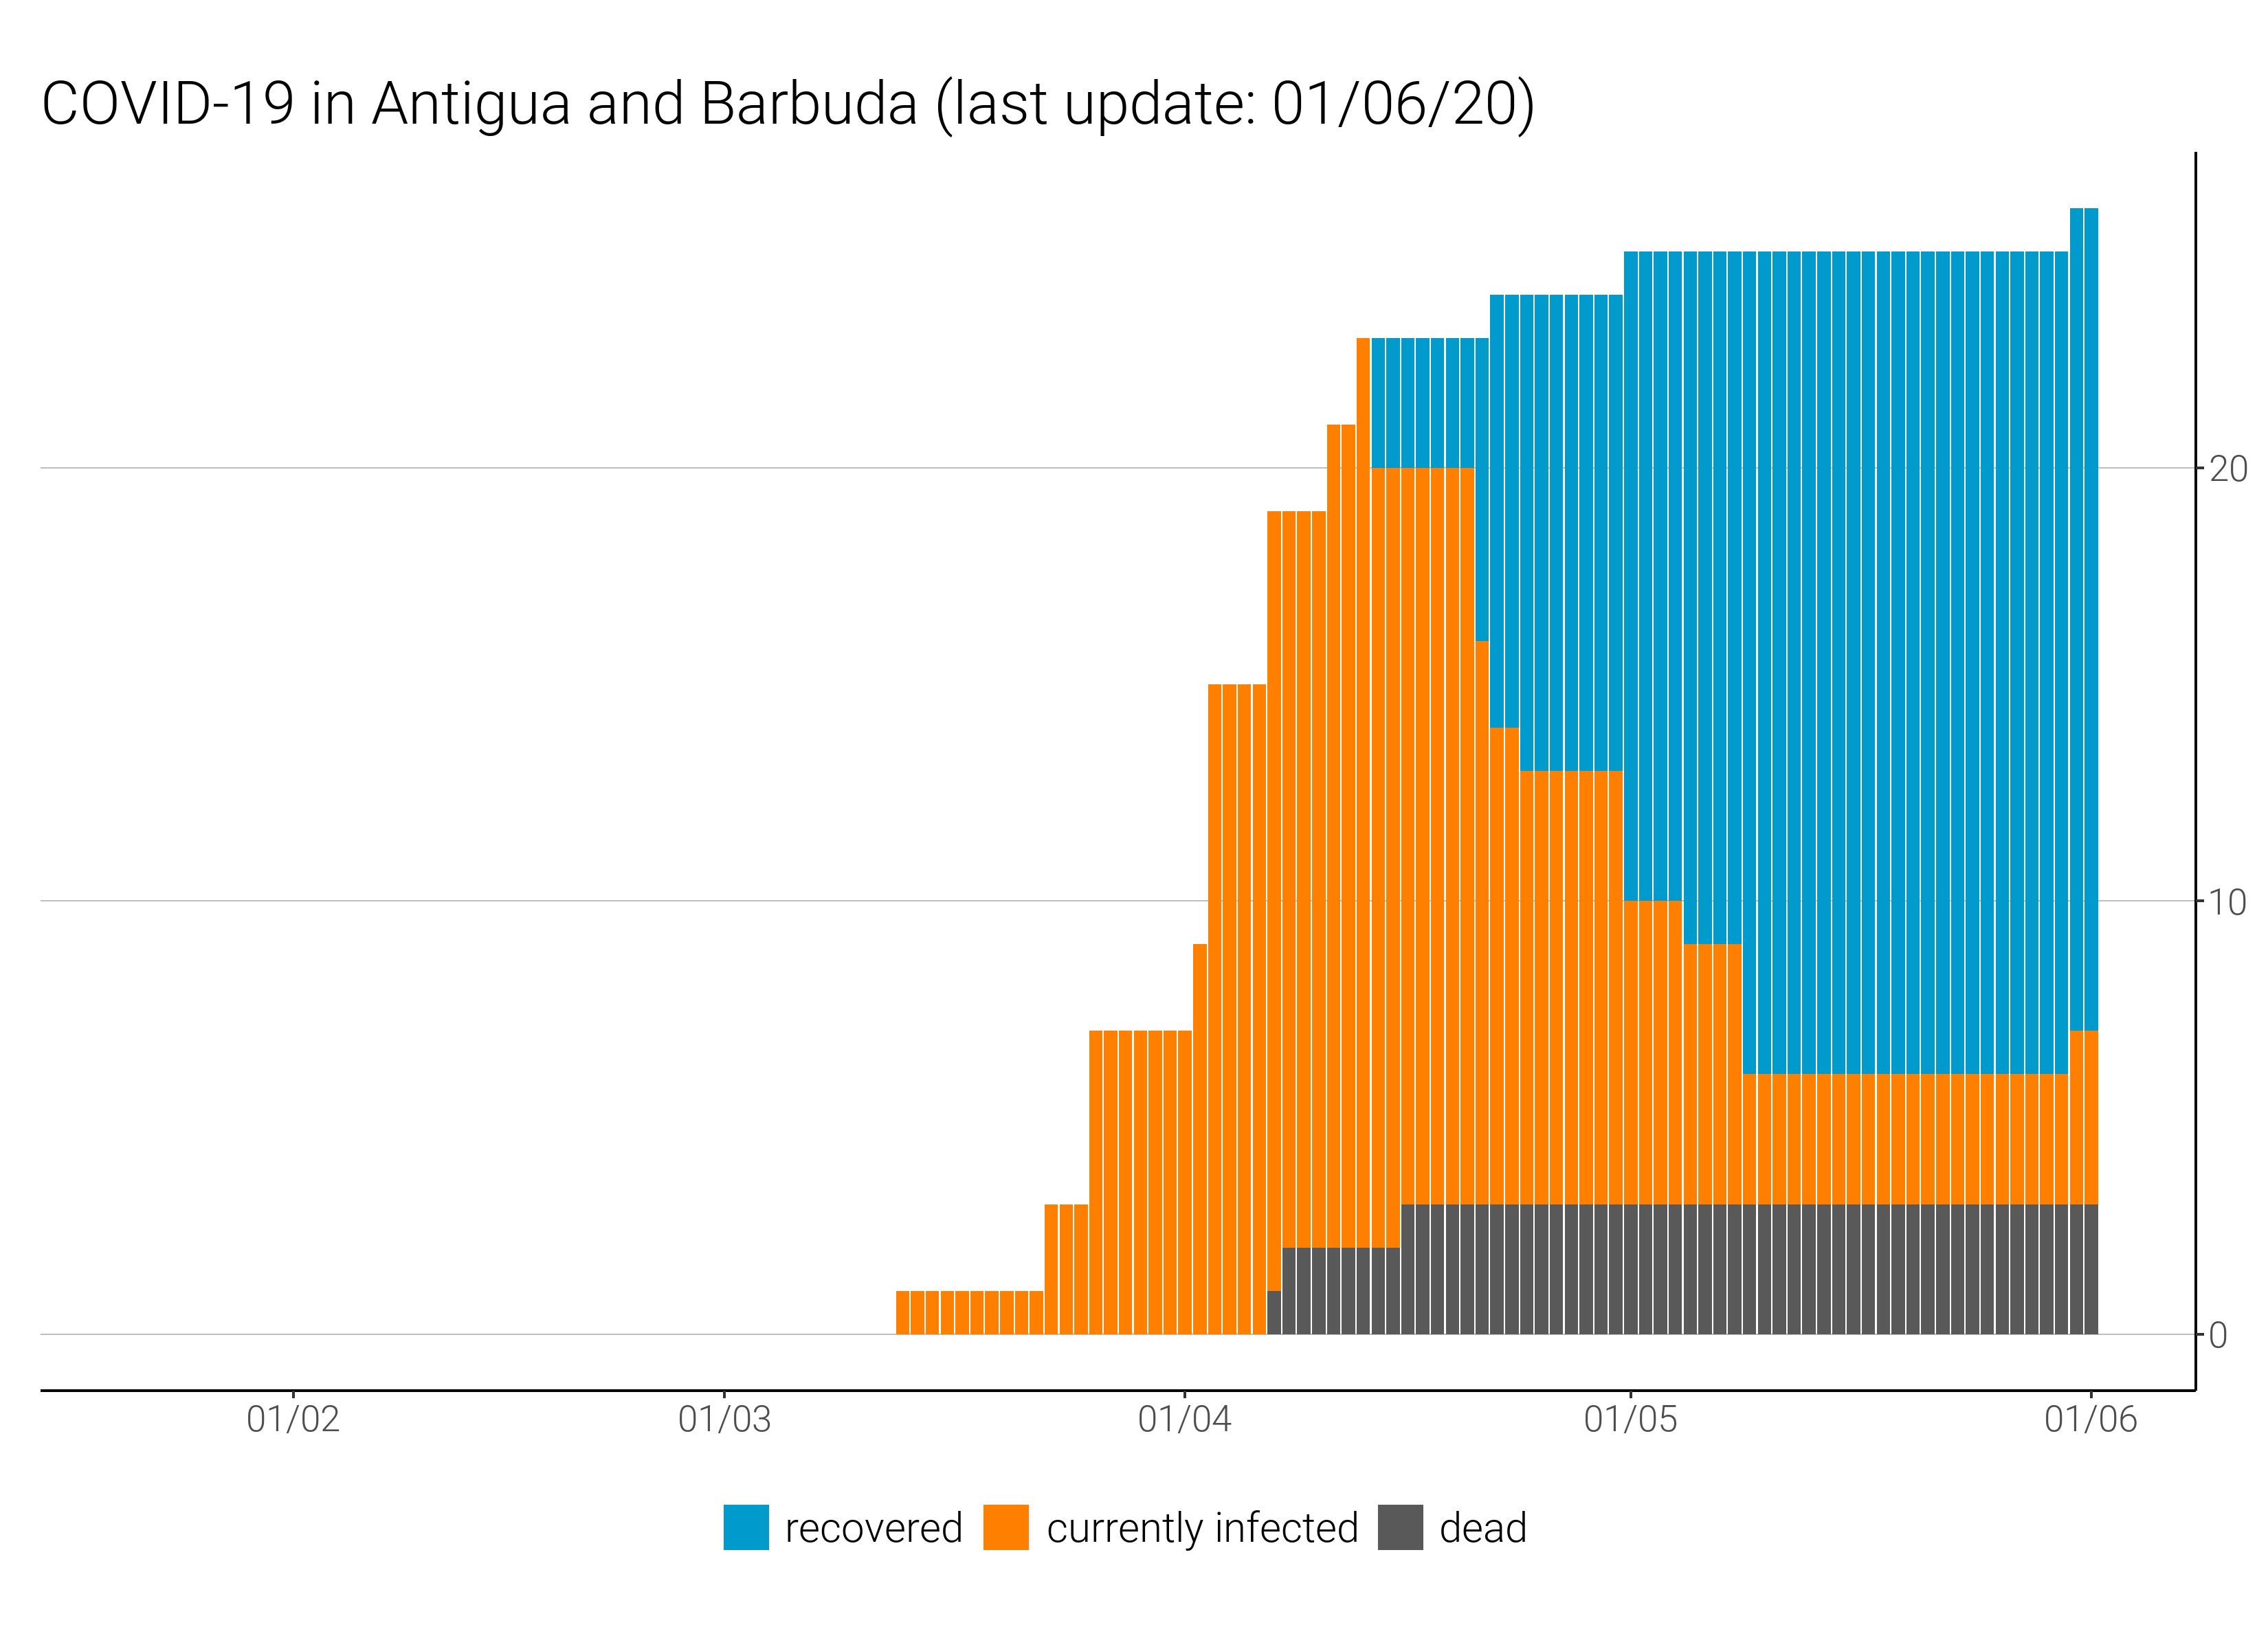 COVID-19 in Antigua and Barbuda (last update: 01/06/20)
20
10
0
01/02 01/03 01/04 01/05 01/06
recovered currently infected dead